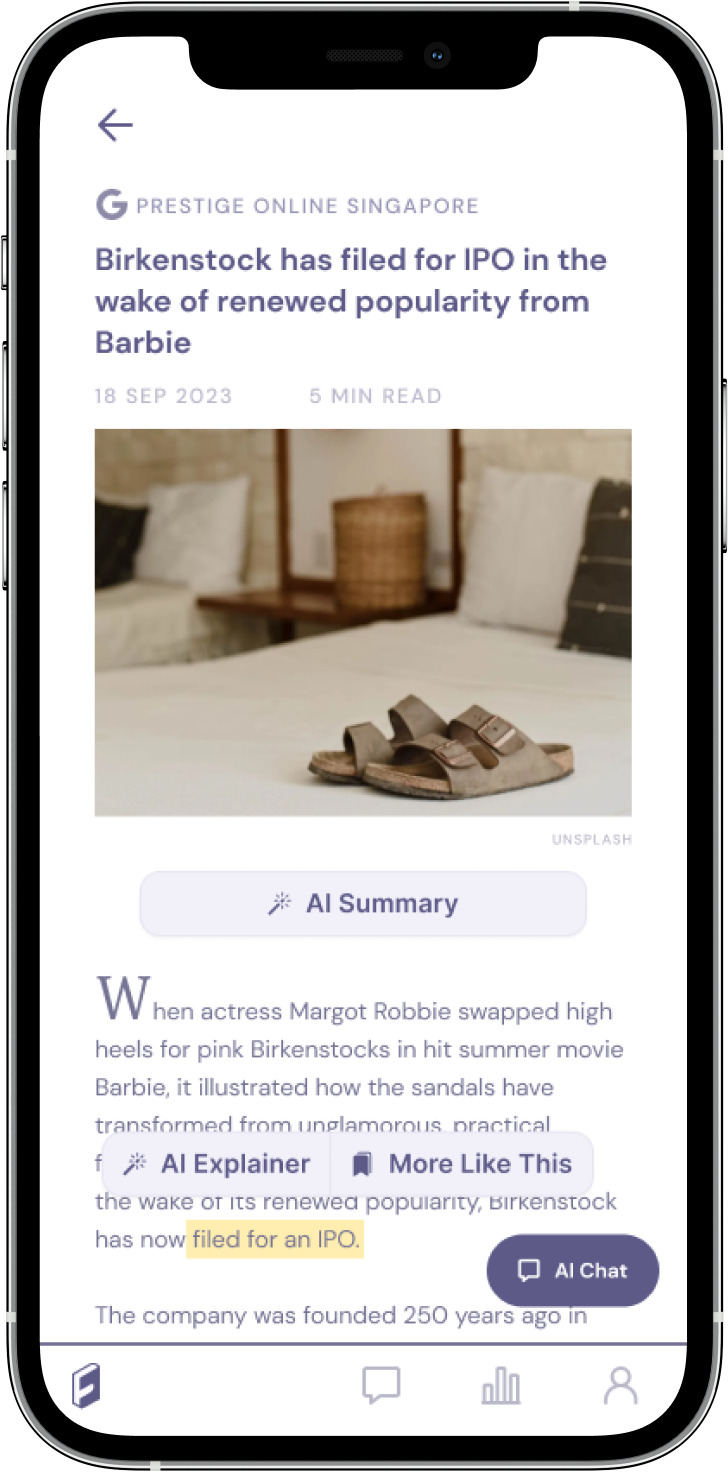 PRESTIGE ONLINE SINGAPORE
Birkenstock has filed for IPO in the
wake of renewed popularity from
Barbie
18 SEP 2023 5 MIN READ
UNSPLASH
AI Summary
When actress Margot Robbie swapped high
heels for pink Birkenstocks in hit summer movie
Barbie, it illustrated how the sandals have
transformed from unglamorous, practical
AI Explainer More Like This
the wake of its renewed popularity, Birkenstock
has now filed for an IPO.
AI Chat
The company was founded 250 years ago in